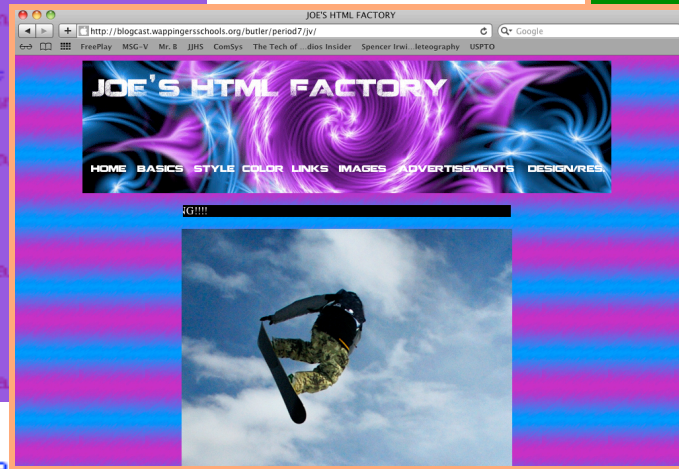 JOE'S HTML FACTORY
http://blogcast.wappingersschools.org/butler/period7/jv/
Google
FreePlay MSG-V Mr. B JJHS ComSys The Tech of ...dios Insider Spencer Irwi...leteography USPTO
JOE'S HTML FACTORY
HOME BASICS STYLE COLOR LINKS IMAGES ADVERTISEMENTS DESIGN/RES.
NG!!!!